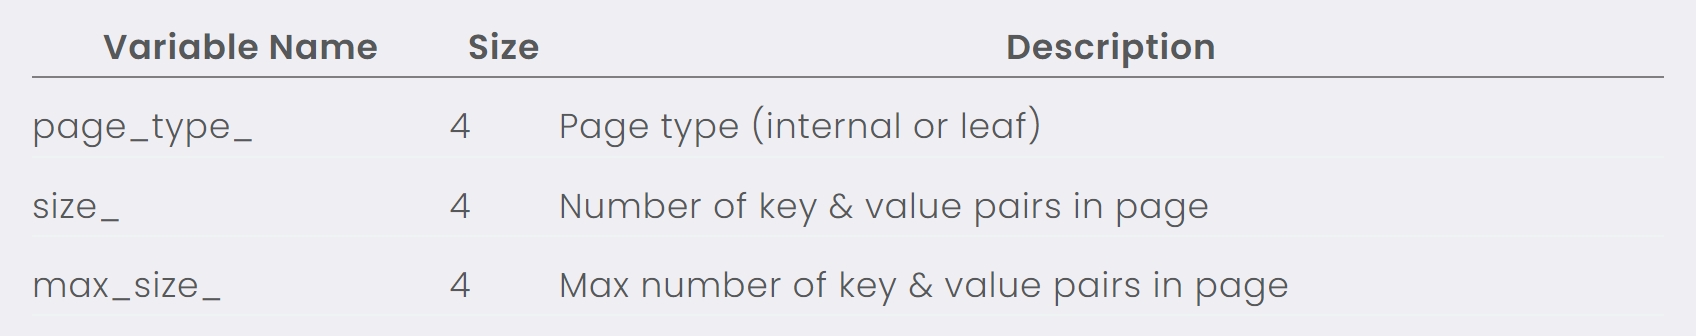 Variable Name Size Description
page_type_ 4 Page type (internal or leaf)
size_ 4 Number of key & value pairs in page
max_size_ 4 Max number of key & value pairs in page